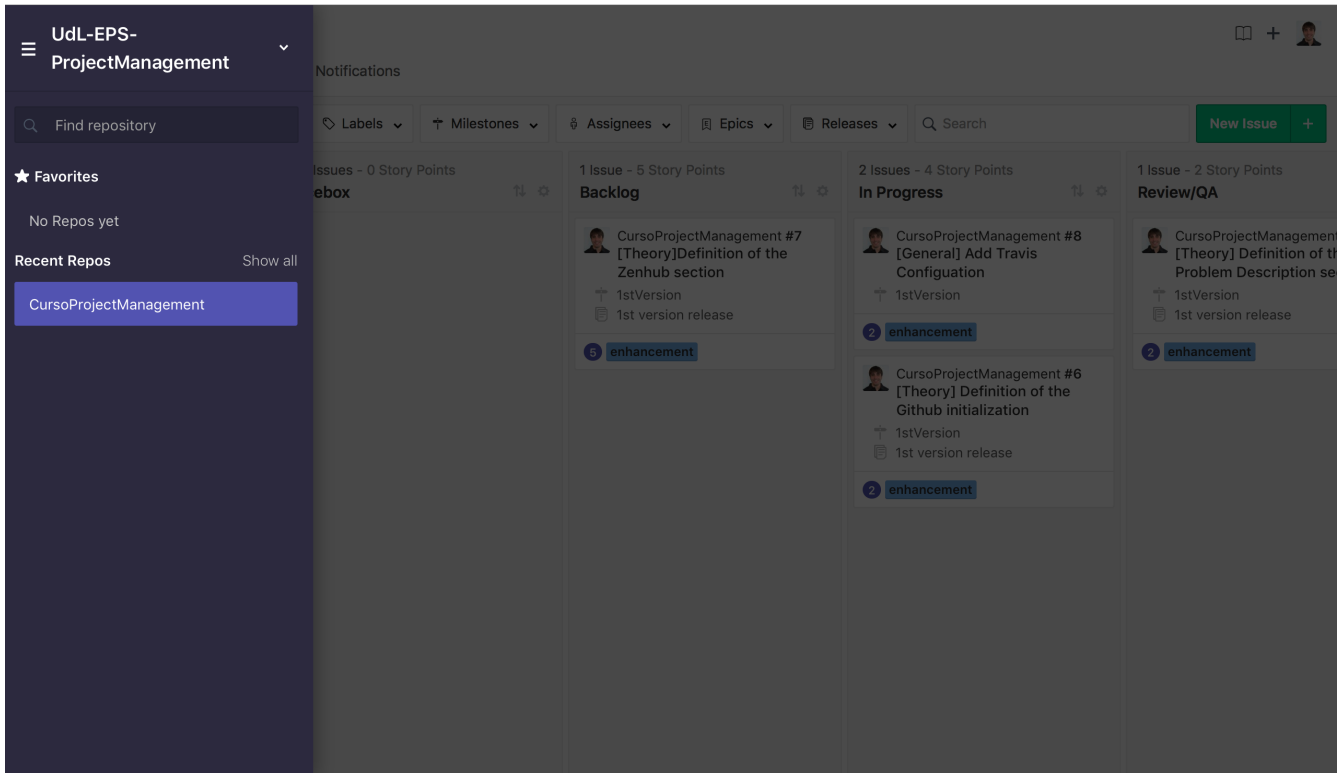 UdL-EPS-
ProjectManagement
Find repository
Favorites
No Repos yet
Recent Repos Show all
CursoProjectManagement
Notifications
Labels Milestones Assignees Epics Releases Search New Issue +
Issues - 0 Story Points
ebox
1 Issue - 5 Story Points
Backlog
CursoProjectManagement #7
[Theory]Definition of the
Zenhub section
1stVersion
1st version release
5 enhancement
2 Issues - 4 Story Points
In Progress
CursoProjectManagement #8
[General] Add Travis
Configuation
1stVersion
2 enhancement
CursoProjectManagement #6
[Theory] Definition of the
Github initialization
1stVersion
1st version release
2 enhancement
1 Issue - 2 Story Points
Review/QA
CursoProjectManagement
[Theory] Definition of th
Problem Description se
1stVersion
1st version release
2 enhancement